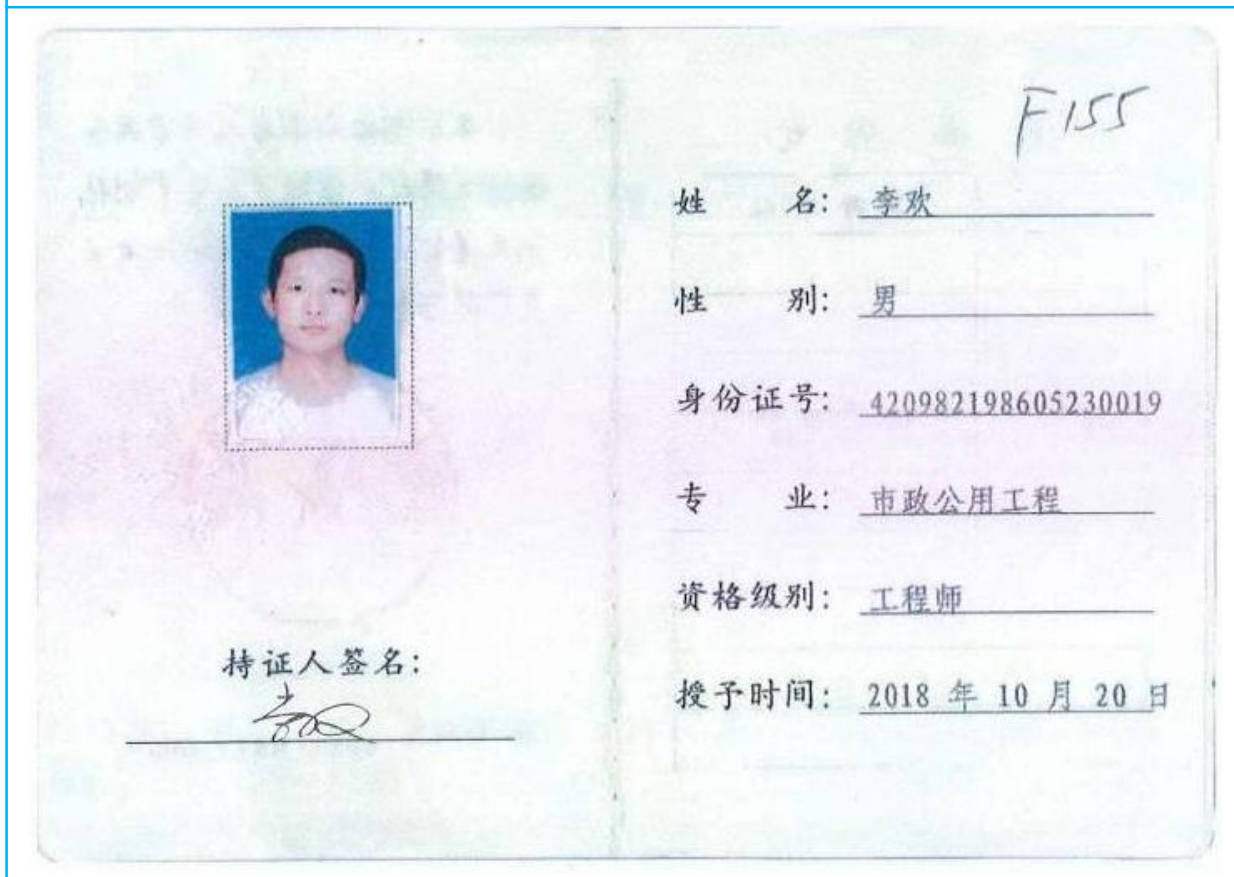 F155
姓 名: 李欢
性 别: 男
身份证号: 420982198605230019
专 业: 市政公用工程
资格级别: 工程师
授予时间: 2018 年 10 月 20 日
持证人签名: